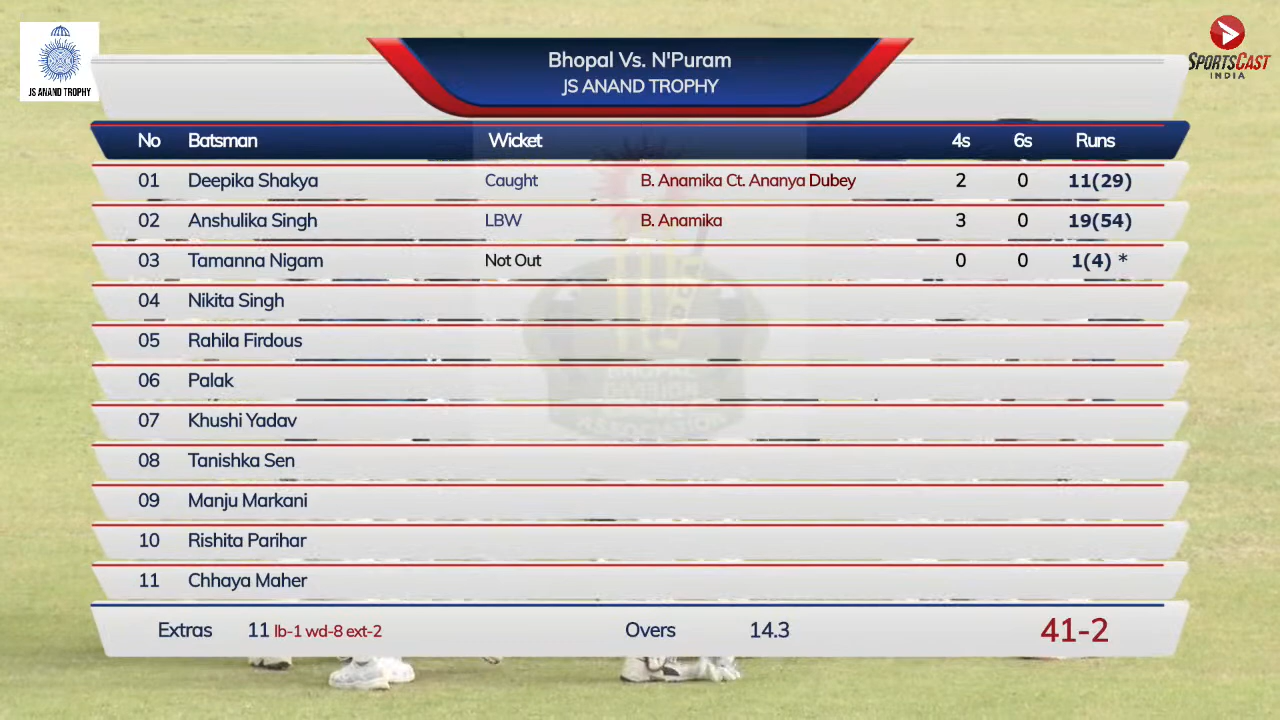 JS ANAND TROPHY
SPORTSCAST
INDIA
Bhopal Vs. N'Puram
JS ANAND TROPHY
No Batsman Wicket 4s 6s Runs
01 Deepika Shakya Caught B. Anamika Ct. Ananya Dubey 2 0 11(29)
02 Anshulika Singh LBW B. Anamika 3 0 19(54)
03 Tamanna Nigam Not Out 0 0 1(4) *
04 Nikita Singh
05 Rahila Firdous
06 Palak
07 Khushi Yadav
08 Tanishka Sen
09 Manju Markani
10 Rishita Parihar
11 Chhaya Maher
Extras 11 lb-1 wd-8 ext-2 Overs 14.3 41-2